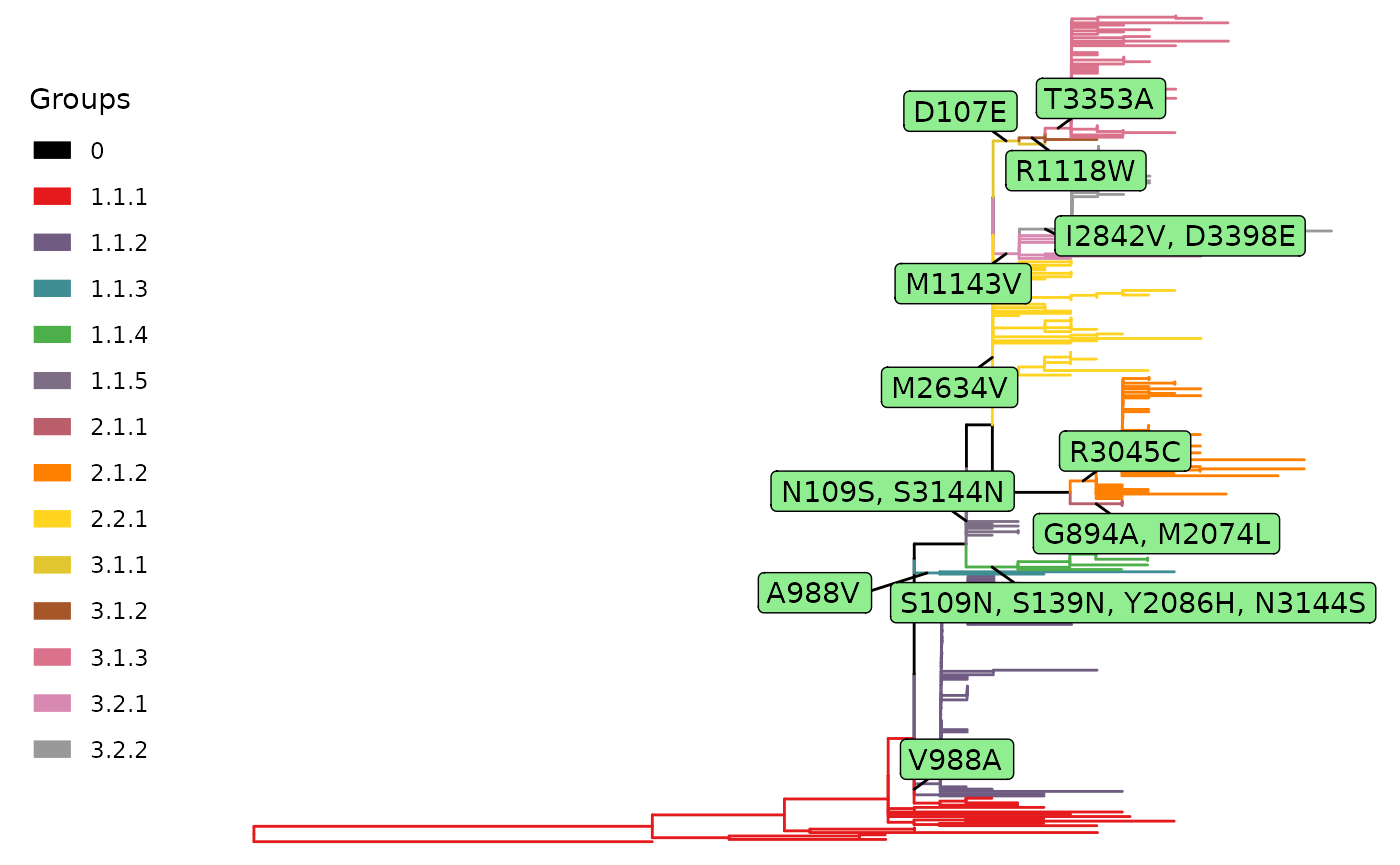 Groups
0
1.1.1
1.1.2
1.1.3
1.1.4
1.1.5
2.1.1
2.1.2
2.2.1
3.1.1
3.1.2
3.1.3
3.2.1
3.2.2
T3353A
D107E
R1118W
I2842V, D3398E
M1143V
M2634V
R3045C
N109S, S3144N
G894A, M2074L
A988V
S109N, S139N, Y2086H, N3144S
V988A